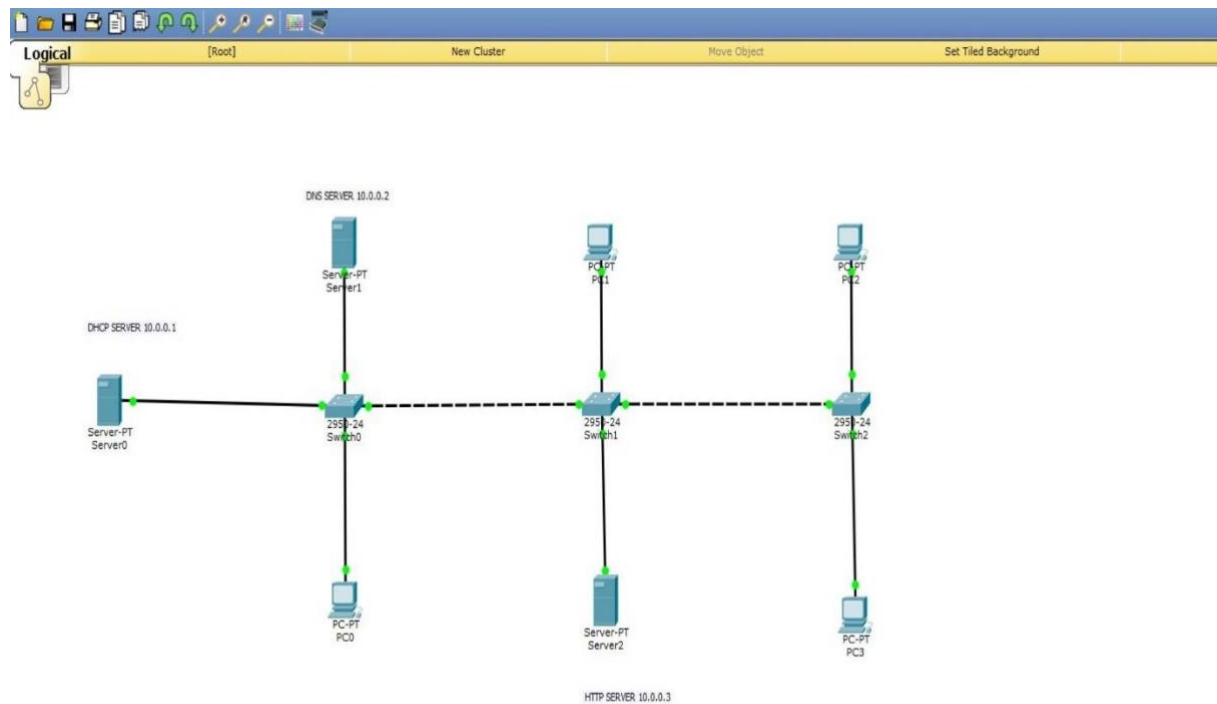 Logical
[Root]
New Cluster
Move Object
Set Tiled Background
DNS SERVER 10.0.0.2
Server-PT
Server1
PC-PT
PC1
PC-PT
PC2
DHCP SERVER 10.0.0.1
Server-PT
Server0
2950-24
Switch0
2950-24
Switch1
2950-24
Switch2
PC-PT
PC0
Server-PT
Server2
PC-PT
PC3
HTTP SERVER 10.0.0.3